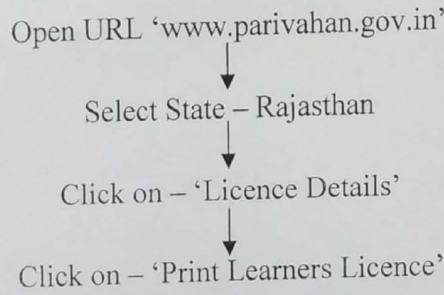 Open URL ‘www.parivahan.gov.in’
Select State – Rajasthan
Click on – ‘Licence Details’
Click on – ‘Print Learners Licence’